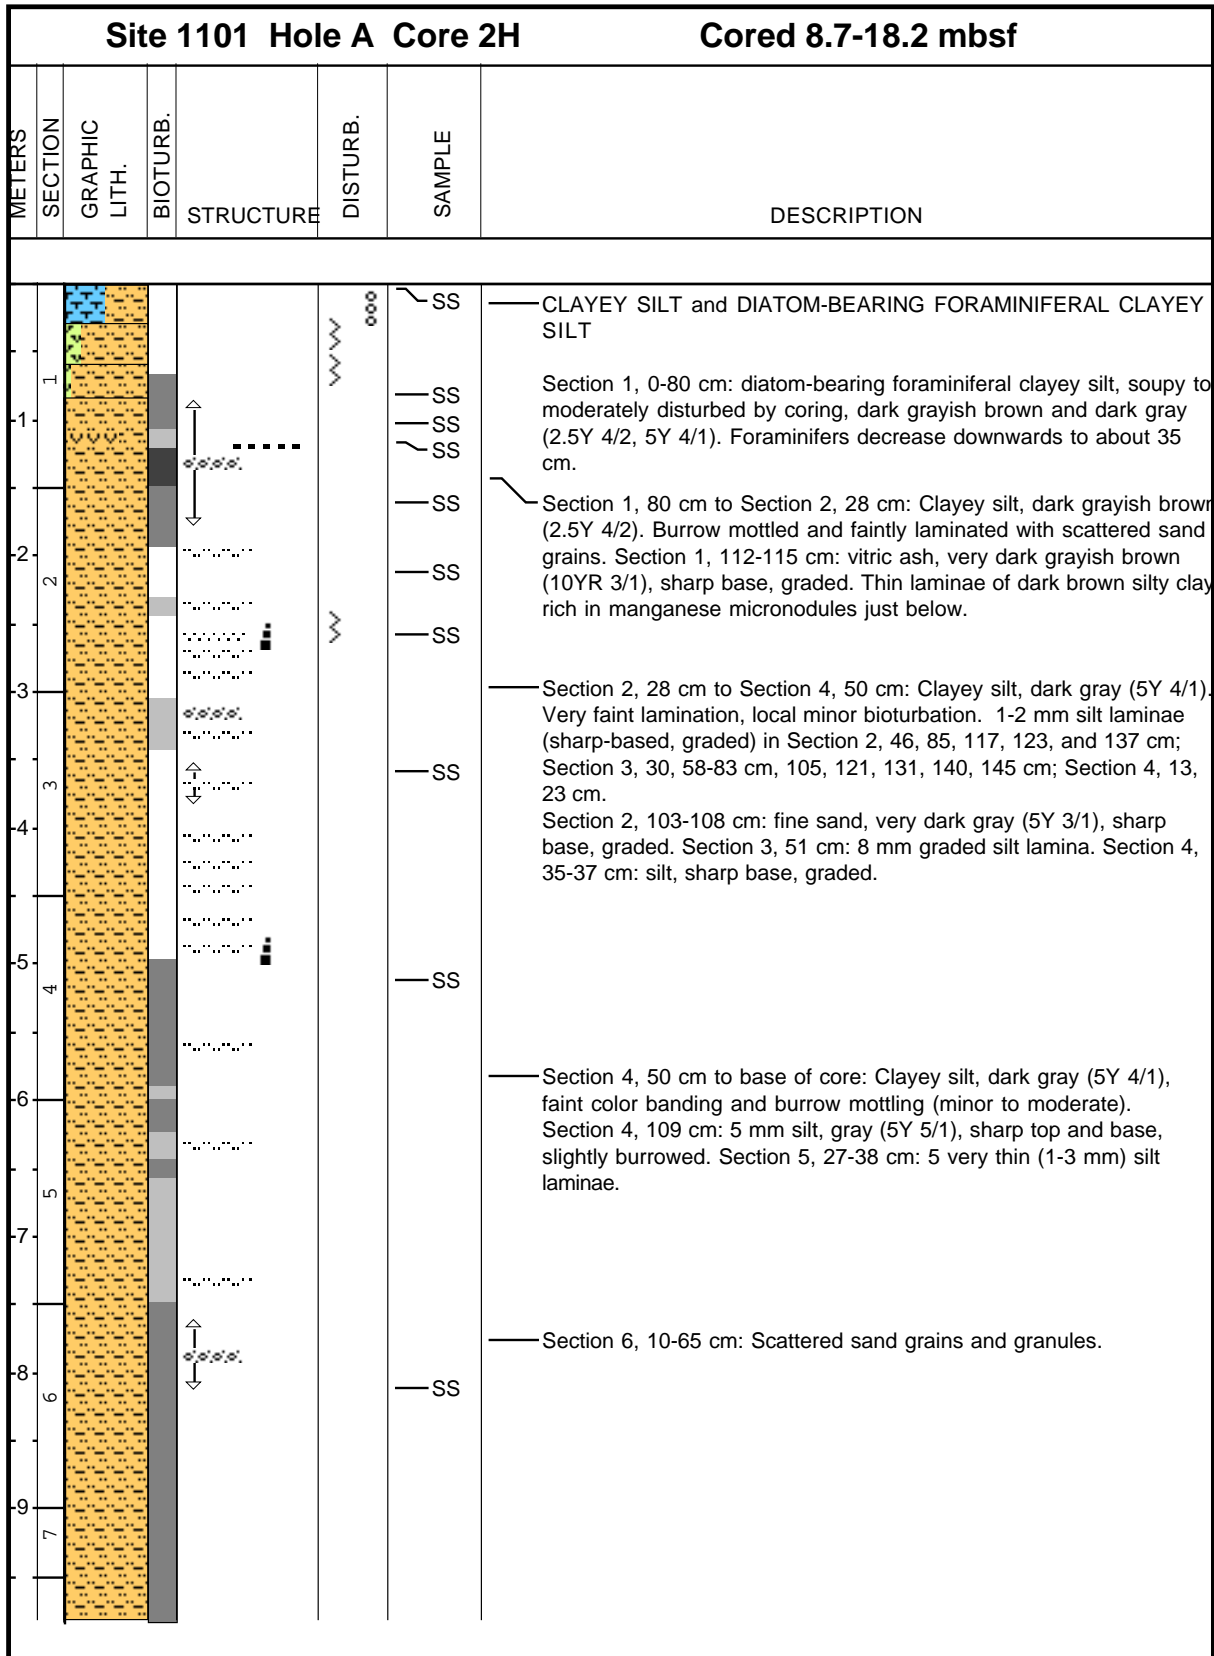 Site 1101 Hole A Core 2H Cored 8.7-18.2 mbsf
METERS
SECTION
GRAPHIC
LITH.
BIOTURB.
STRUCTURE
DISTURB.
SAMPLE
DESCRIPTION
1
2
3
4
5
6
7
8
9
1
2
3
4
5
6
7
SS
SS
SS
SS
SS
SS
SS
SS
SS
SS
CLAYEY SILT and DIATOM-BEARING FORAMINIFERAL CLAYEY
SILT
Section 1, 0-80 cm: diatom-bearing foraminiferal clayey silt, soupy to
moderately disturbed by coring, dark grayish brown and dark gray
(2.5Y 4/2, 5Y 4/1). Foraminifers decrease downwards to about 35
cm.
Section 1, 80 cm to Section 2, 28 cm: Clayey silt, dark grayish brown
(2.5Y 4/2). Burrow mottled and faintly laminated with scattered sand
grains. Section 1, 112-115 cm: vitric ash, very dark grayish brown
(10YR 3/1), sharp base, graded. Thin laminae of dark brown silty clay
rich in manganese micronodules just below.
Section 2, 28 cm to Section 4, 50 cm: Clayey silt, dark gray (5Y 4/1).
Very faint lamination, local minor bioturbation. 1-2 mm silt laminae
(sharp-based, graded) in Section 2, 46, 85, 117, 123, and 137 cm;
Section 3, 30, 58-83 cm, 105, 121, 131, 140, 145 cm; Section 4, 13,
23 cm.
Section 2, 103-108 cm: fine sand, very dark gray (5Y 3/1), sharp
base, graded. Section 3, 51 cm: 8 mm graded silt lamina. Section 4,
35-37 cm: silt, sharp base, graded.
Section 4, 50 cm to base of core: Clayey silt, dark gray (5Y 4/1),
faint color banding and burrow mottling (minor to moderate).
Section 4, 109 cm: 5 mm silt, gray (5Y 5/1), sharp top and base,
slightly burrowed. Section 5, 27-38 cm: 5 very thin (1-3 mm) silt
laminae.
Section 6, 10-65 cm: Scattered sand grains and granules.